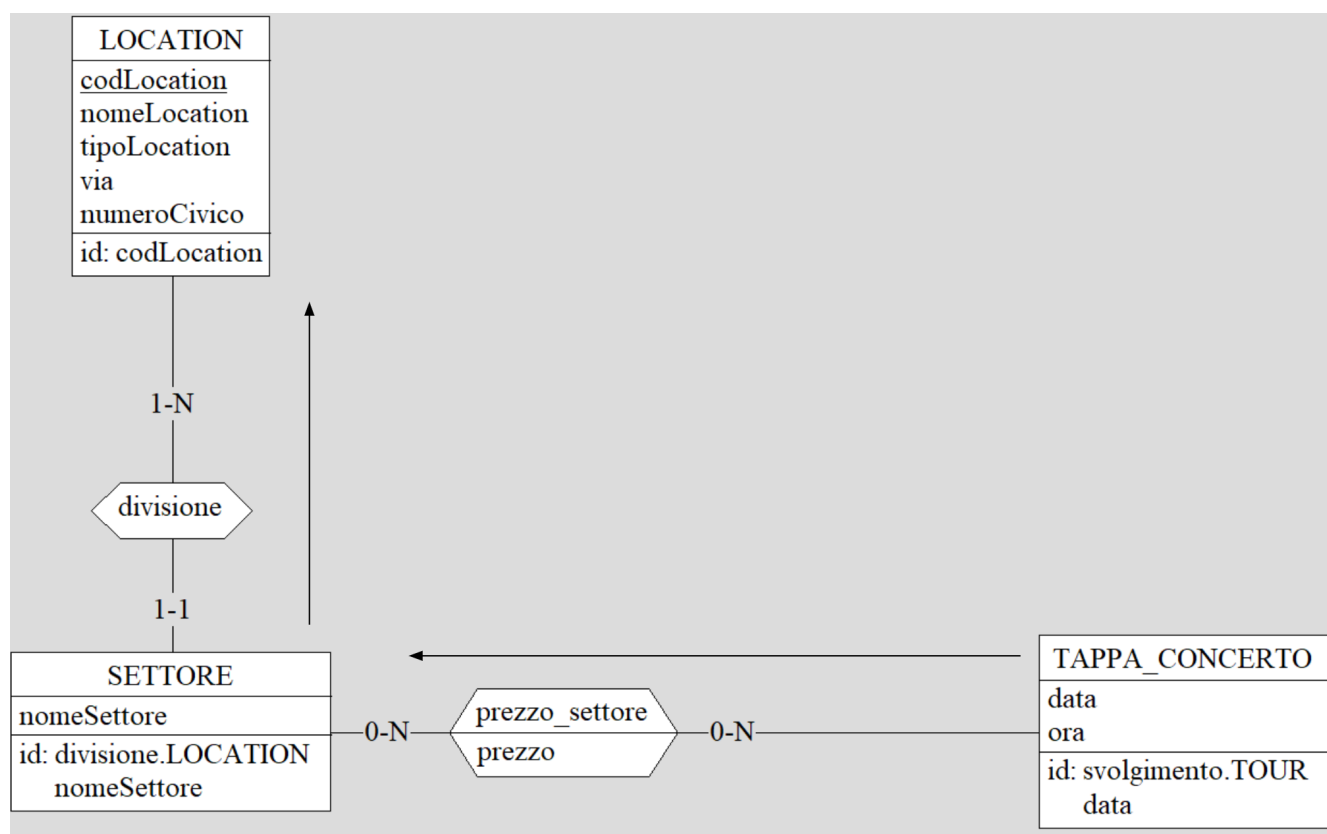 LOCATION
codLocation
nomeLocation
tipoLocation
via
numeroCivico
id: codLocation
1-N
divisione
1-1
SETTORE
nomeSettore
id: divisione.LOCATION
nomeSettore
0-N
prezzo_settore
prezzo
0-N
TAPPA_CONCERTO
data
ora
id: svolgimento.TOUR
data